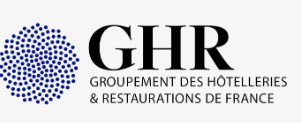 GHR
GROUPEMENT DES HÔTELLERIES
& RESTAURATIONS DE FRANCE